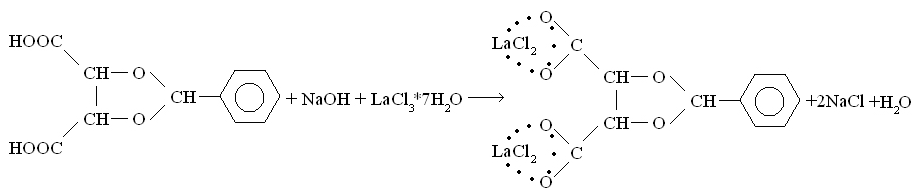 HOOC
CH
O
CH
CH
O
HOOC
+ NaOH + LaCl₃*7H₂O
LaCl₂
O
C
O
CH
O
CH
CH
O
LaCl₂
O
C
O
+2NaCl +H₂O